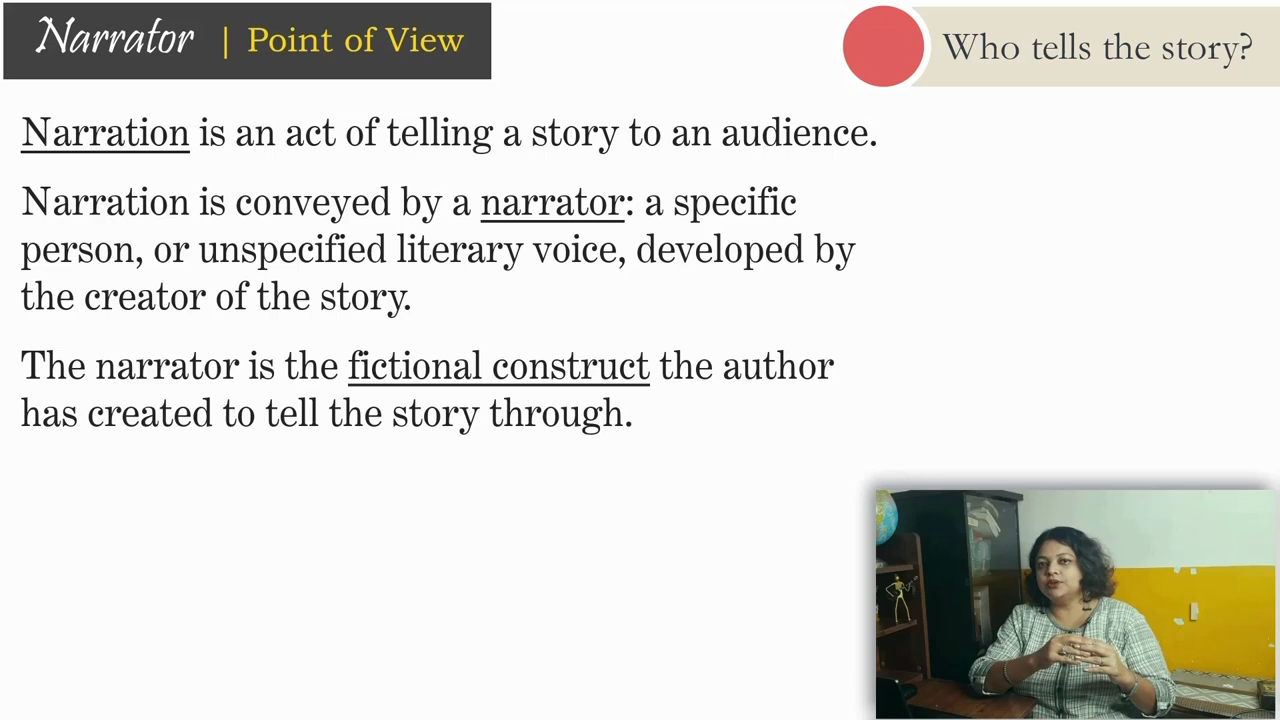 Narrator | Point of View
Who tells the story?
Narration is an act of telling a story to an audience.
Narration is conveyed by a narrator: a specific
person, or unspecified literary voice, developed by
the creator of the story.
The narrator is the fictional construct the author
has created to tell the story through.